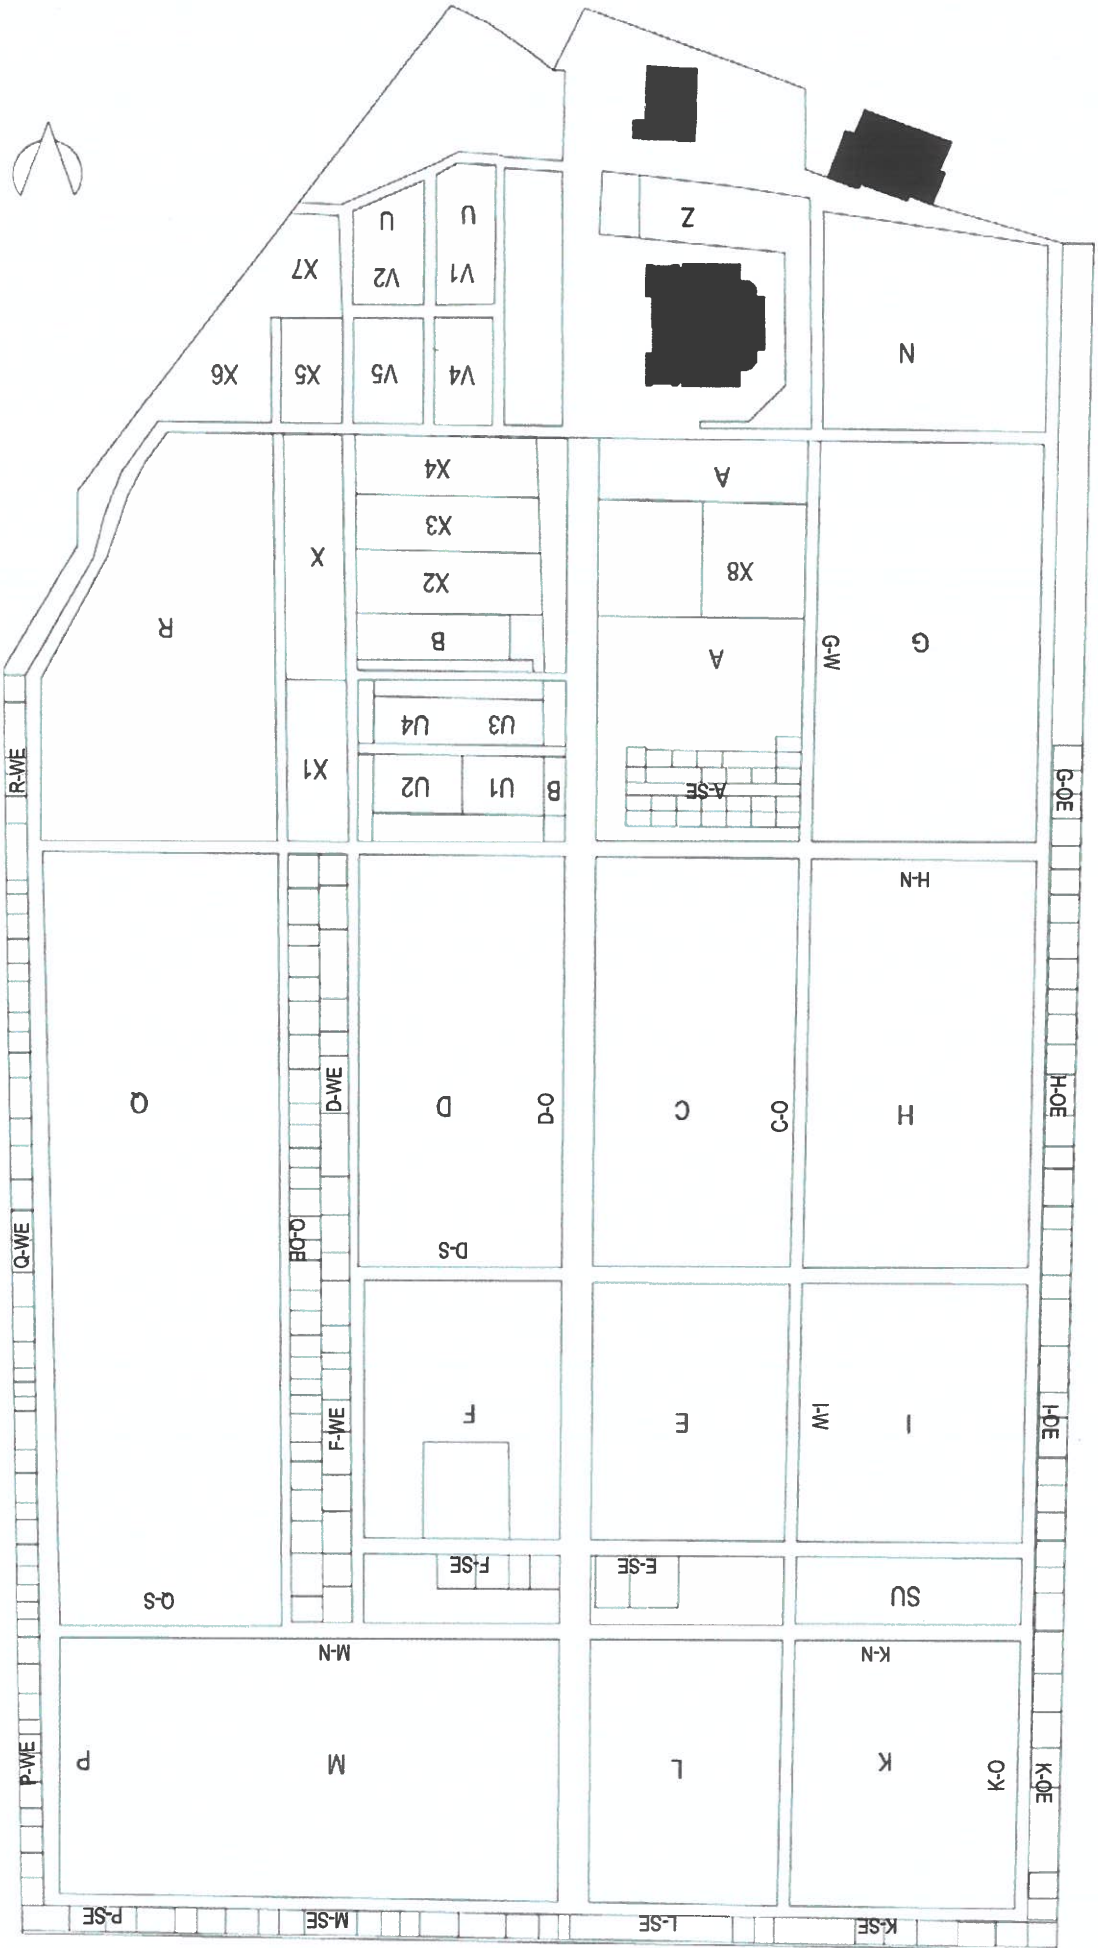 Z
U
U
X7
V2
V1
N
X6
X5
V5
V4
X4
A
X3
X
X2
X8
R
B
A
G-W
G
U4
U3
R-WE
X1
U2
U1
B
A-SE
G-OE
H-N
D-WE
H-OE
Q
D
D-O
C
C-O
H
Q-WE
Q-OE
D-S
F-WE
F
E
I-W
I
I-OE
F-SE
E-SE
Q-S
SU
M-N
K-N
P-WE
P
M
L
K
K-O
K-OE
P-SE
M-SE
L-SE
K-SE